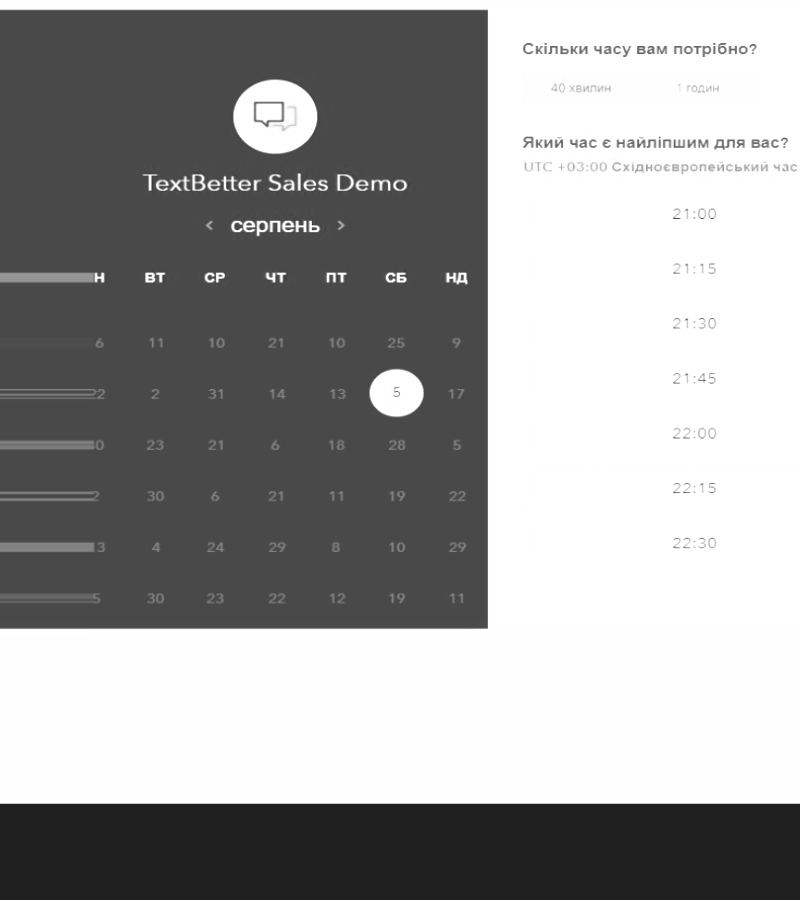 TextBetter Sales Demo
< серпень >
Н ВТ СР ЧТ ПТ СБ НД
6 11 10 21 10 25 9
2 2 31 14 13 5 17
0 23 21 6 18 28 5
2 30 6 21 11 19 22
3 4 24 29 8 10 29
5 30 23 22 12 19 11
Скільки часу вам потрібно?
40 хвилин 1 годин
Який час є найліпшим для вас?
UTC +03:00 Східноєвропейський час
21:00
21:15
21:30
21:45
22:00
22:15
22:30